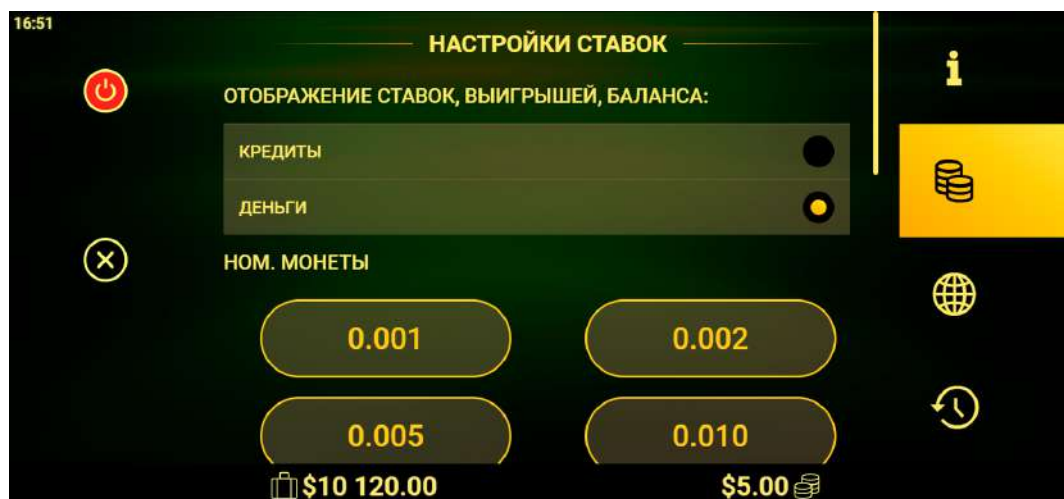 16:51
НАСТРОЙКИ СТАВОК
ОТОБРАЖЕНИЕ СТАВОК, ВЫИГРЫШЕЙ, БАЛАНСА:
КРЕДИТЫ
ДЕНЬГИ
НОМ. МОНЕТЫ
0.001 0.002
0.005 0.010
$10 120.00 $5.00